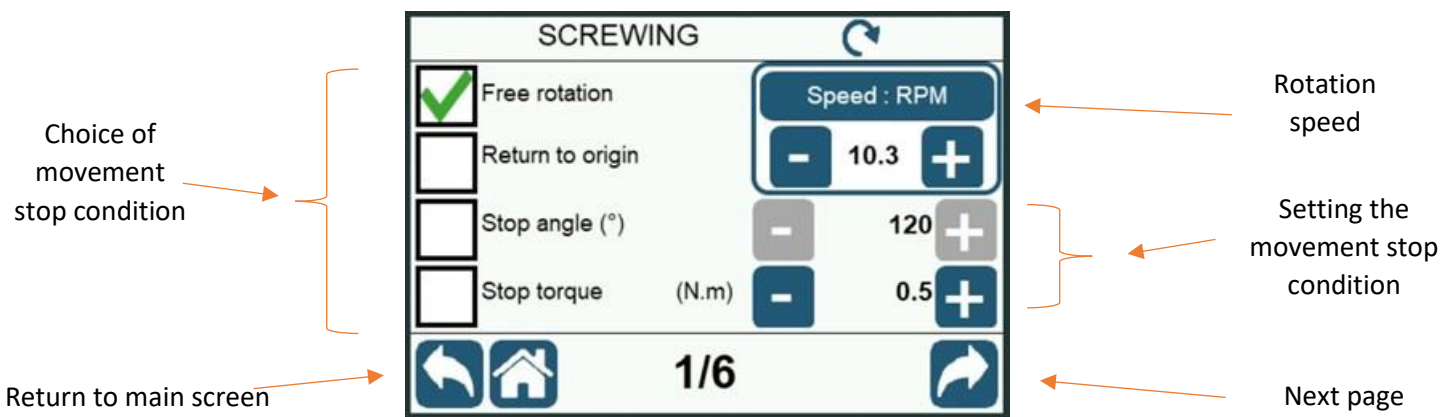 SCREWING
Choice of
movement
stop condition
Free rotation
Return to origin
Stop angle (°)
Stop torque (N.m)
Speed : RPM
- 10.3 +
- 120 +
- 0.5 +
Rotation
speed
Setting the
movement stop
condition
Return to main screen
1/6
Next page